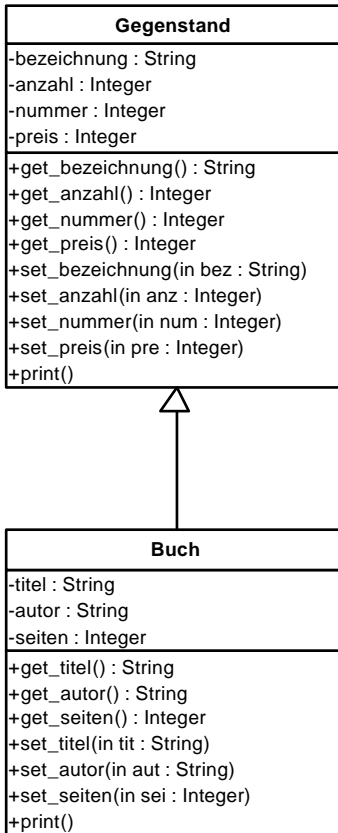 Gegenstand
-bezeichnung : String
-anzahl : Integer
-nummer : Integer
-preis : Integer
+get_bezeichnung() : String
+get_anzahl() : Integer
+get_nummer() : Integer
+get_preis() : Integer
+set_bezeichnung(in bez : String)
+set_anzahl(in anz : Integer)
+set_nummer(in num : Integer)
+set_preis(in pre : Integer)
+print()
Buch
-titel : String
-autor : String
-seiten : Integer
+get_titel() : String
+get_autor() : String
+get_seiten() : Integer
+set_titel(in tit : String)
+set_autor(in aut : String)
+set_seiten(in sei : Integer)
+print()